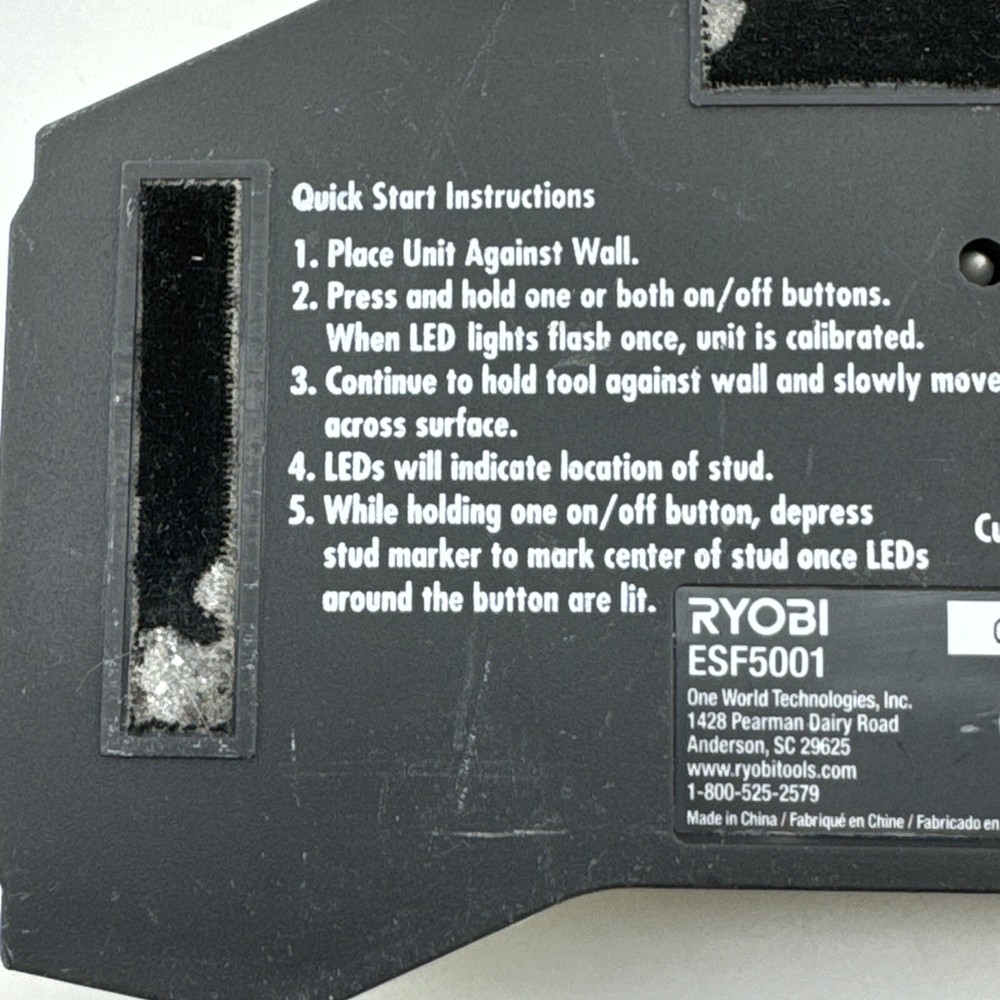 Quick Start Instructions
1. Place Unit Against Wall.
2. Press and hold one or both on/off buttons.
When LED lights flash once, unit is calibrated.
3. Continue to hold tool against wall and slowly move
across surface.
4. LEDs will indicate location of stud.
5. While holding one on/off button, depress
stud marker to mark center of stud once LEDs
around the button are lit.
RYOBI
ESF5001
One World Technologies, Inc.
1428 Pearman Dairy Road
Anderson, SC 29625
www.ryobitools.com
1-800-525-2579
Made in China / Fabriqué en Chine / Fabricado en